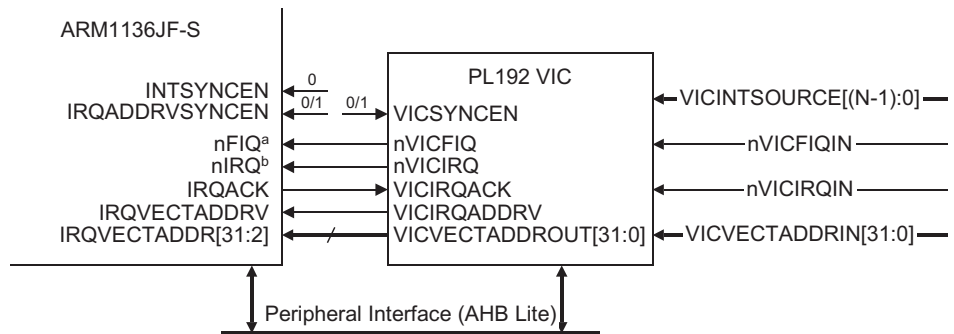 ARM1136JF-S
PL192 VIC
INTSYNCEN 0
IRQADDRVSYNCEN 0/1 0/1 VICSYNCEN
VICINTSOURCE[(N-1):0]
nFIQᵃ nVICFIQ nVICFIQIN
nIRQᵇ nVICIRQ
IRQACK VICIRQACK nVICIRQIN
IRQVECTADDRV VICIRQADDRV
IRQVECTADDR[31:2] VICVECTADDROUT[31:0] VICVECTADDRIN[31:0]
Peripheral Interface (AHB Lite)